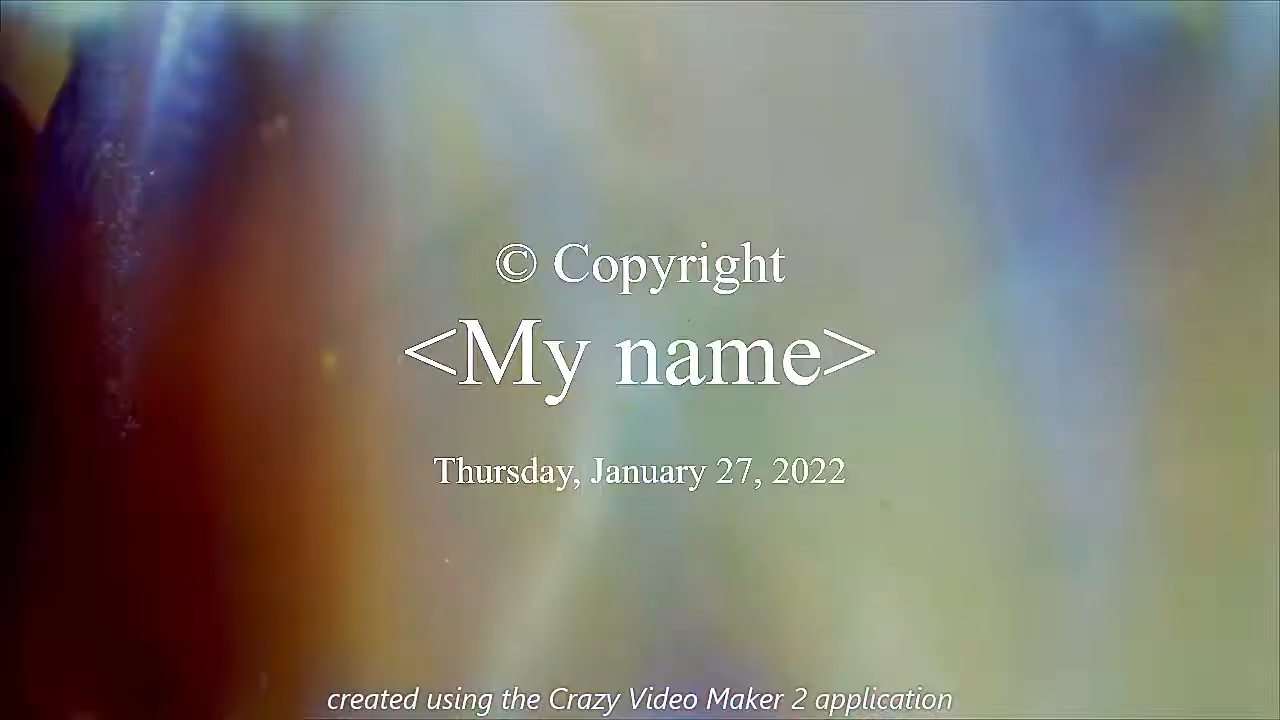 © Copyright
<My name>
Thursday, January 27, 2022
created using the Crazy Video Maker 2 application